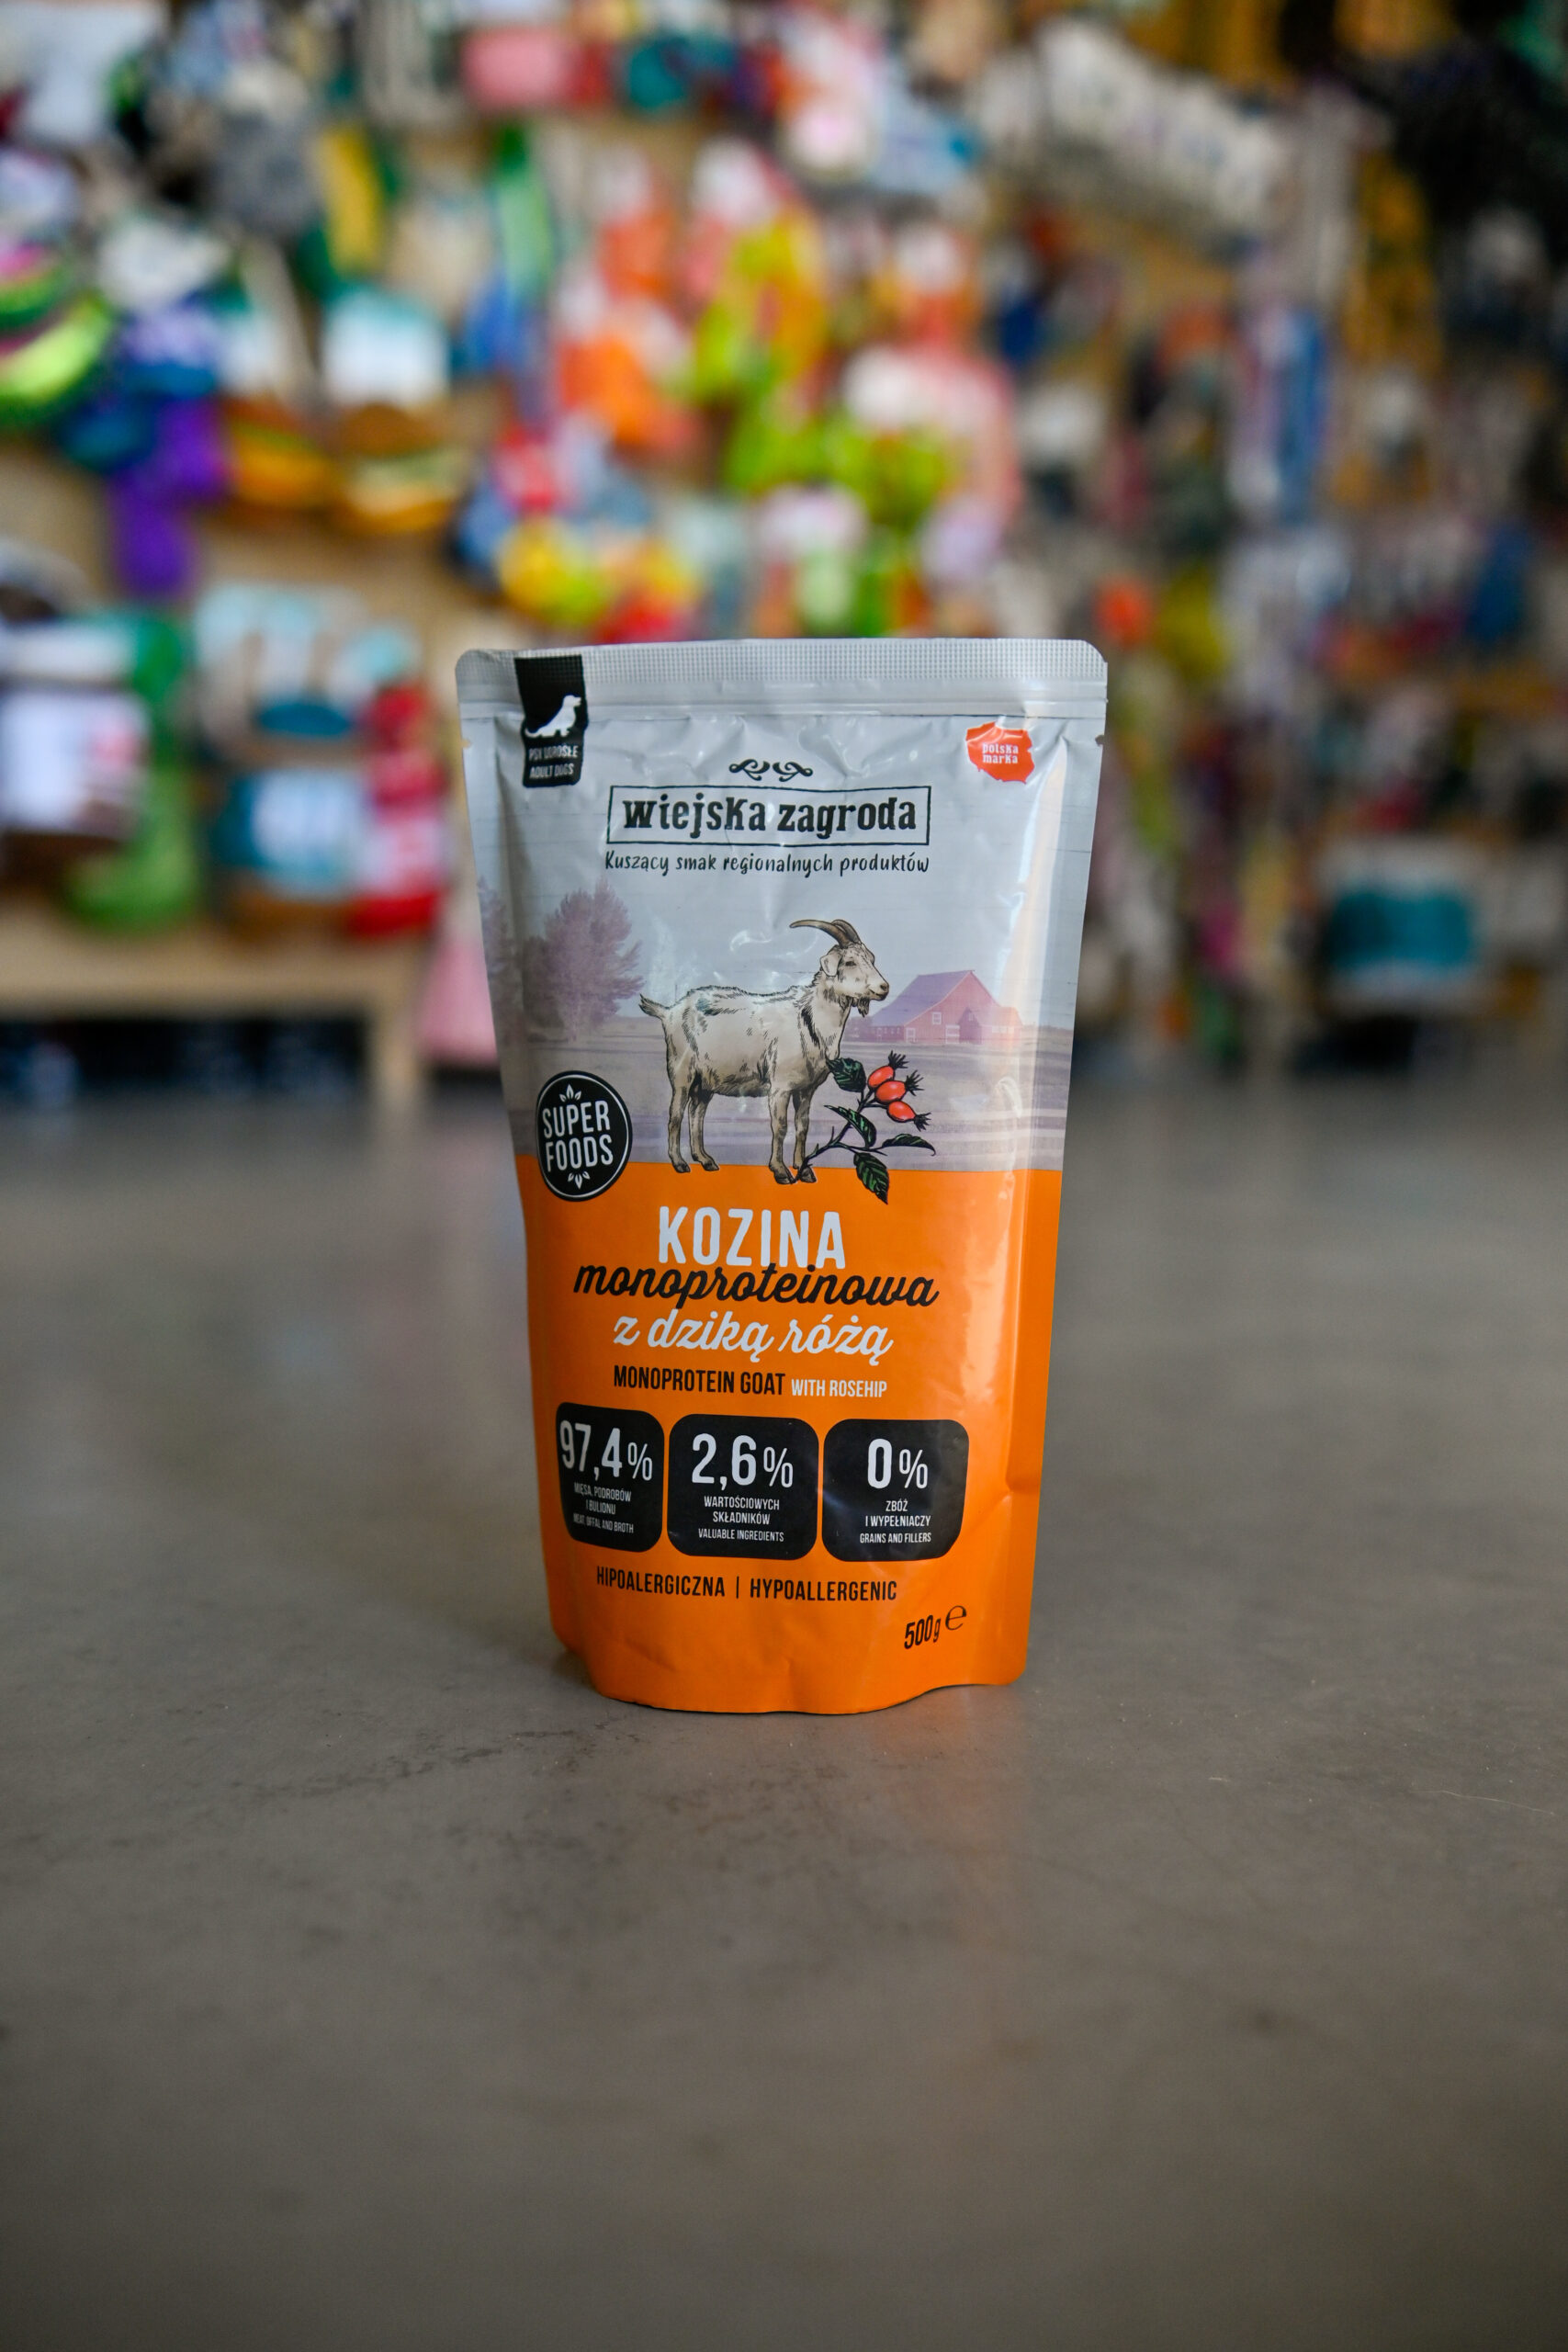 PSY DOROSŁE
ADULT DOGS
polska
marka
wiejska zagroda
Kuszący smak regionalnych produktów
SUPER
FOODS
KOZINA
monoproteinowa
z dziką różą
MONOPROTEIN GOAT WITH ROSEHIP
97,4%
MIĘSA, PODROBÓW
I BULIONU
MEAT, OFFAL AND BROTH
2,6%
WARTOŚCIOWYCH
SKŁADNIKÓW
VALUABLE INGREDIENTS
0%
ZBÓŻ
I WYPEŁNIACZY
GRAINS AND FILLERS
HIPOALERGICZNA | HYPOALLERGENIC
500g ℮